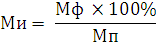 Ми = Мф × 100%
Мп